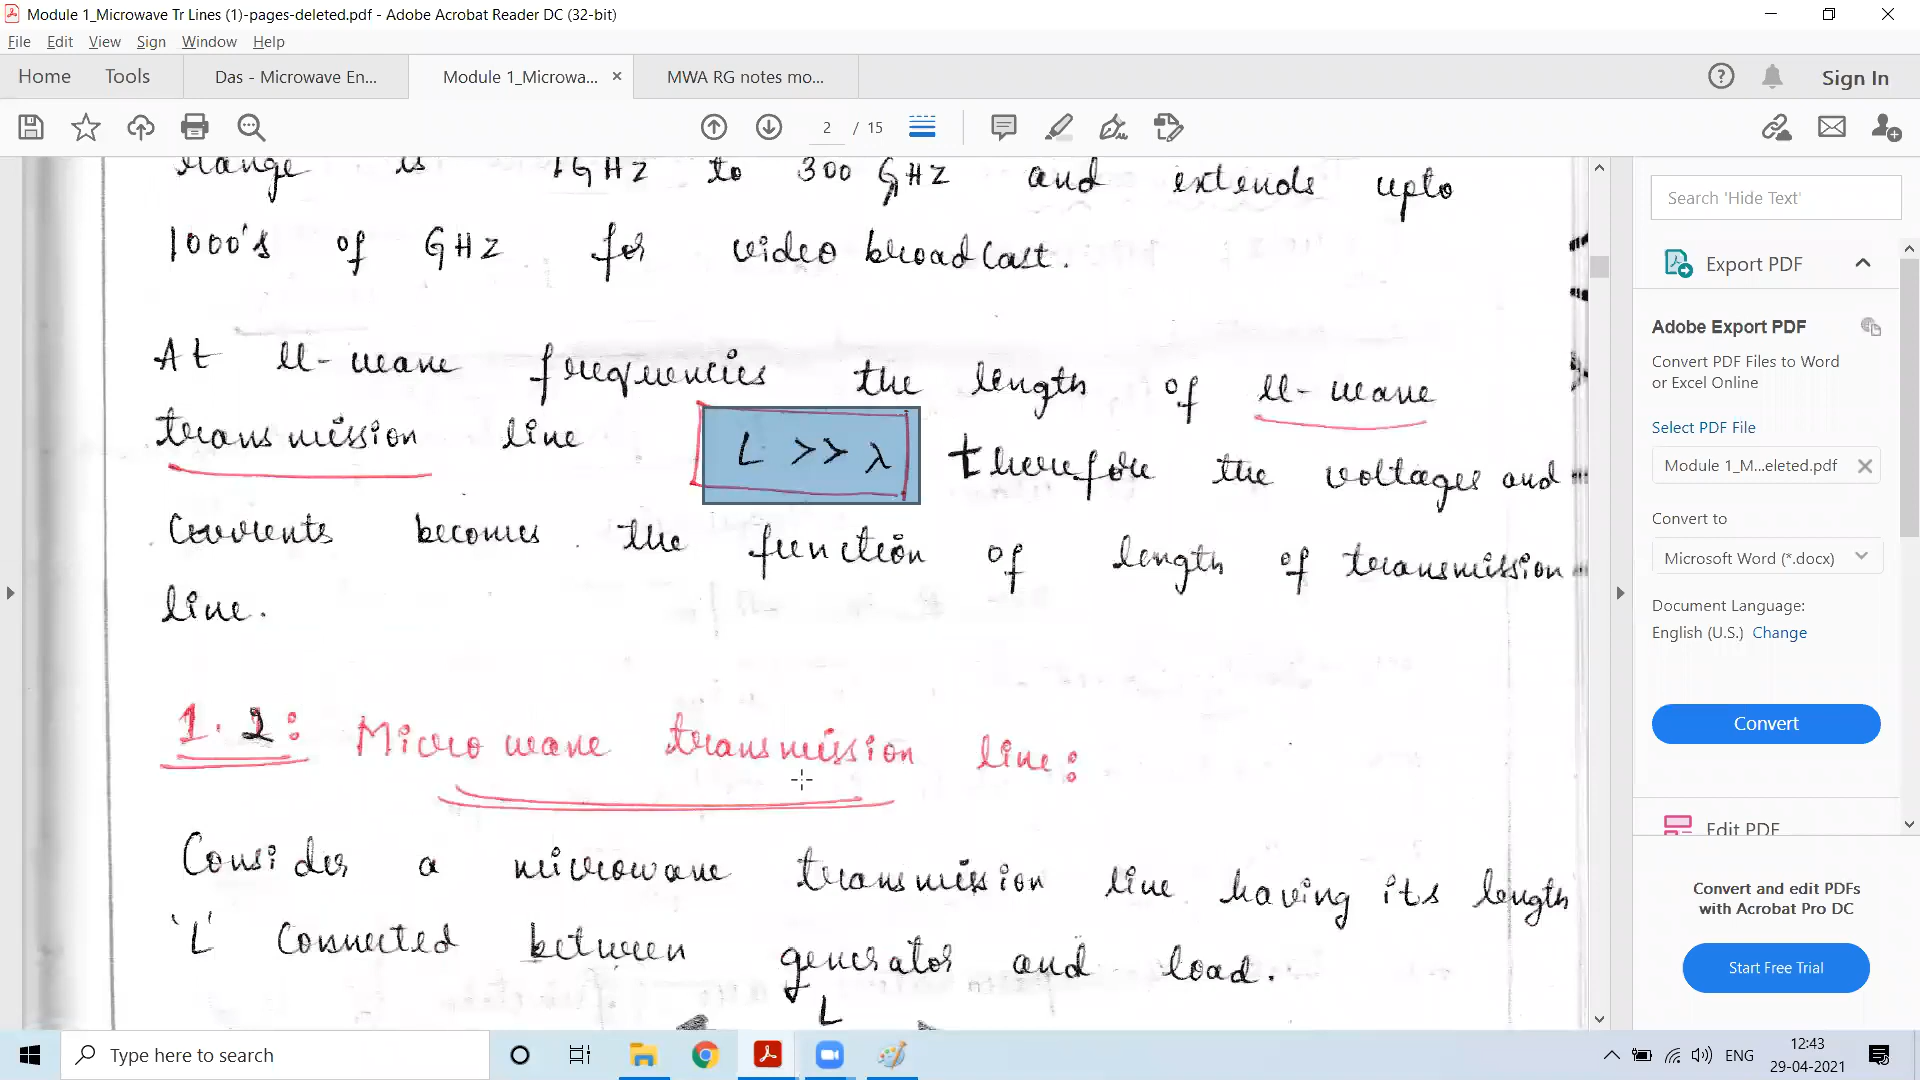 Module 1_Microwave Tr Lines (1)-pages-deleted.pdf - Adobe Acrobat Reader DC (32-bit)
File Edit View Sign Window Help
Home Tools Das - Microwave En... Module 1_Microwa... × MWA RG notes mo... Sign In
2 / 15
range is 1GHZ to 300 GHZ and extends upto
1000's of GHZ for video broadcast.
At μ-wave frequencies the length of μ-wave
transmission line L >> λ therefore the voltages and
Currents becomes the function of length of transmission
line.
1.2: Microwave transmission line:
Consider a microwave transmission line having its length
'L' Connected between generator and load.
L
Search 'Hide Text'
Export PDF
Adobe Export PDF
Convert PDF Files to Word
or Excel Online
Select PDF File
Module 1_M...eleted.pdf
Convert to
Microsoft Word (*.docx)
Document Language:
English (U.S.) Change
Convert
Edit PDF
Convert and edit PDFs
with Acrobat Pro DC
Start Free Trial
Type here to search
ENG
12:43
29-04-2021